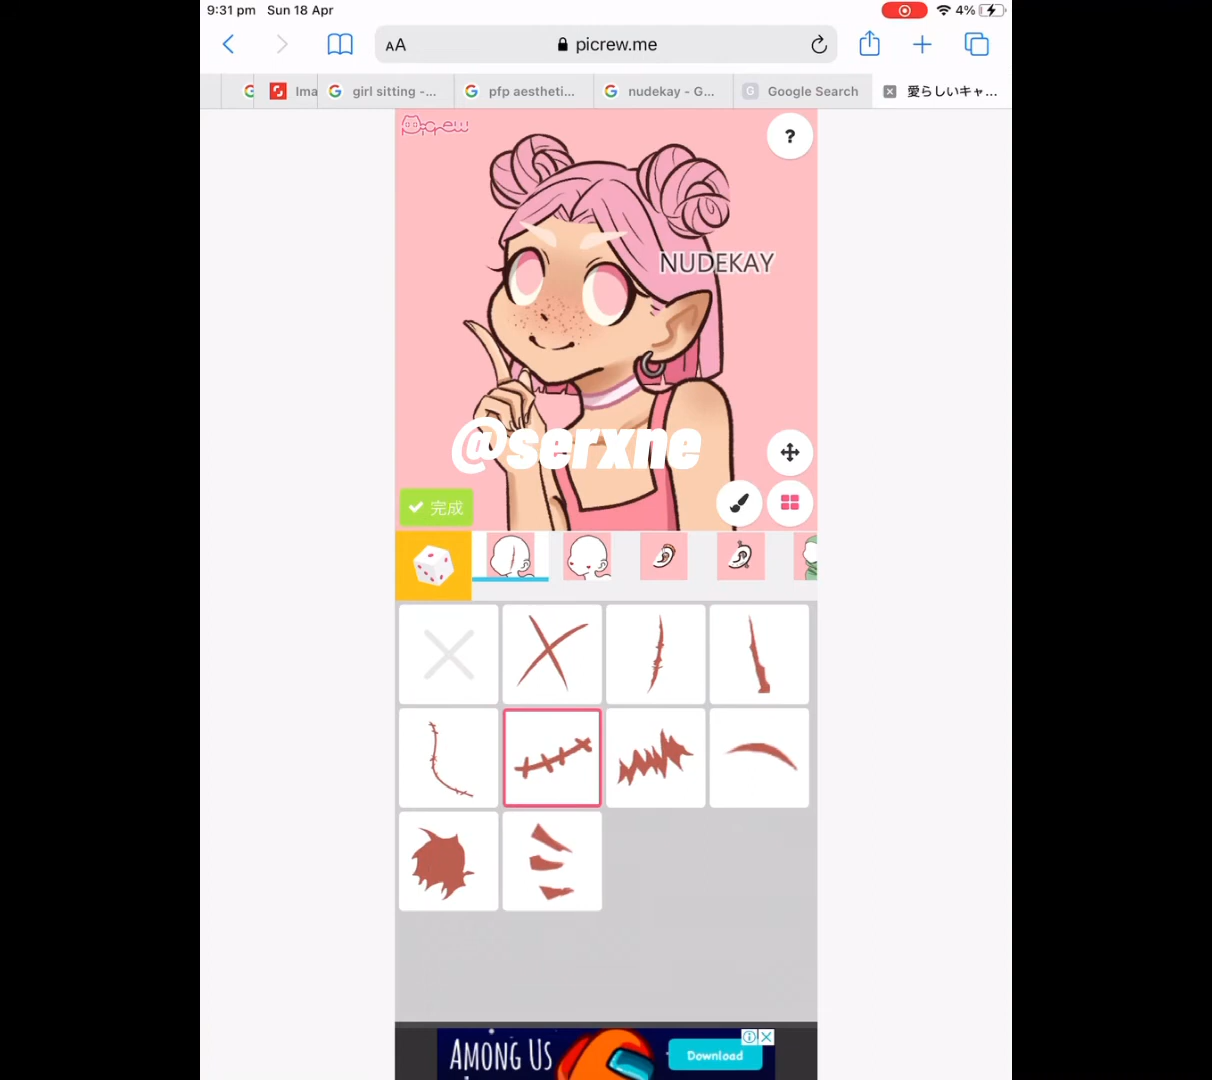 9:31 pm Sun 18 Apr
4%
AA
picrew.me
Ima
girl sitting -...
pfp aestheti...
nudekay - G...
G Google Search
愛らしいキャ...
Picrew
?
NUDEKAY
@serxne
完成
AMONG US
Download